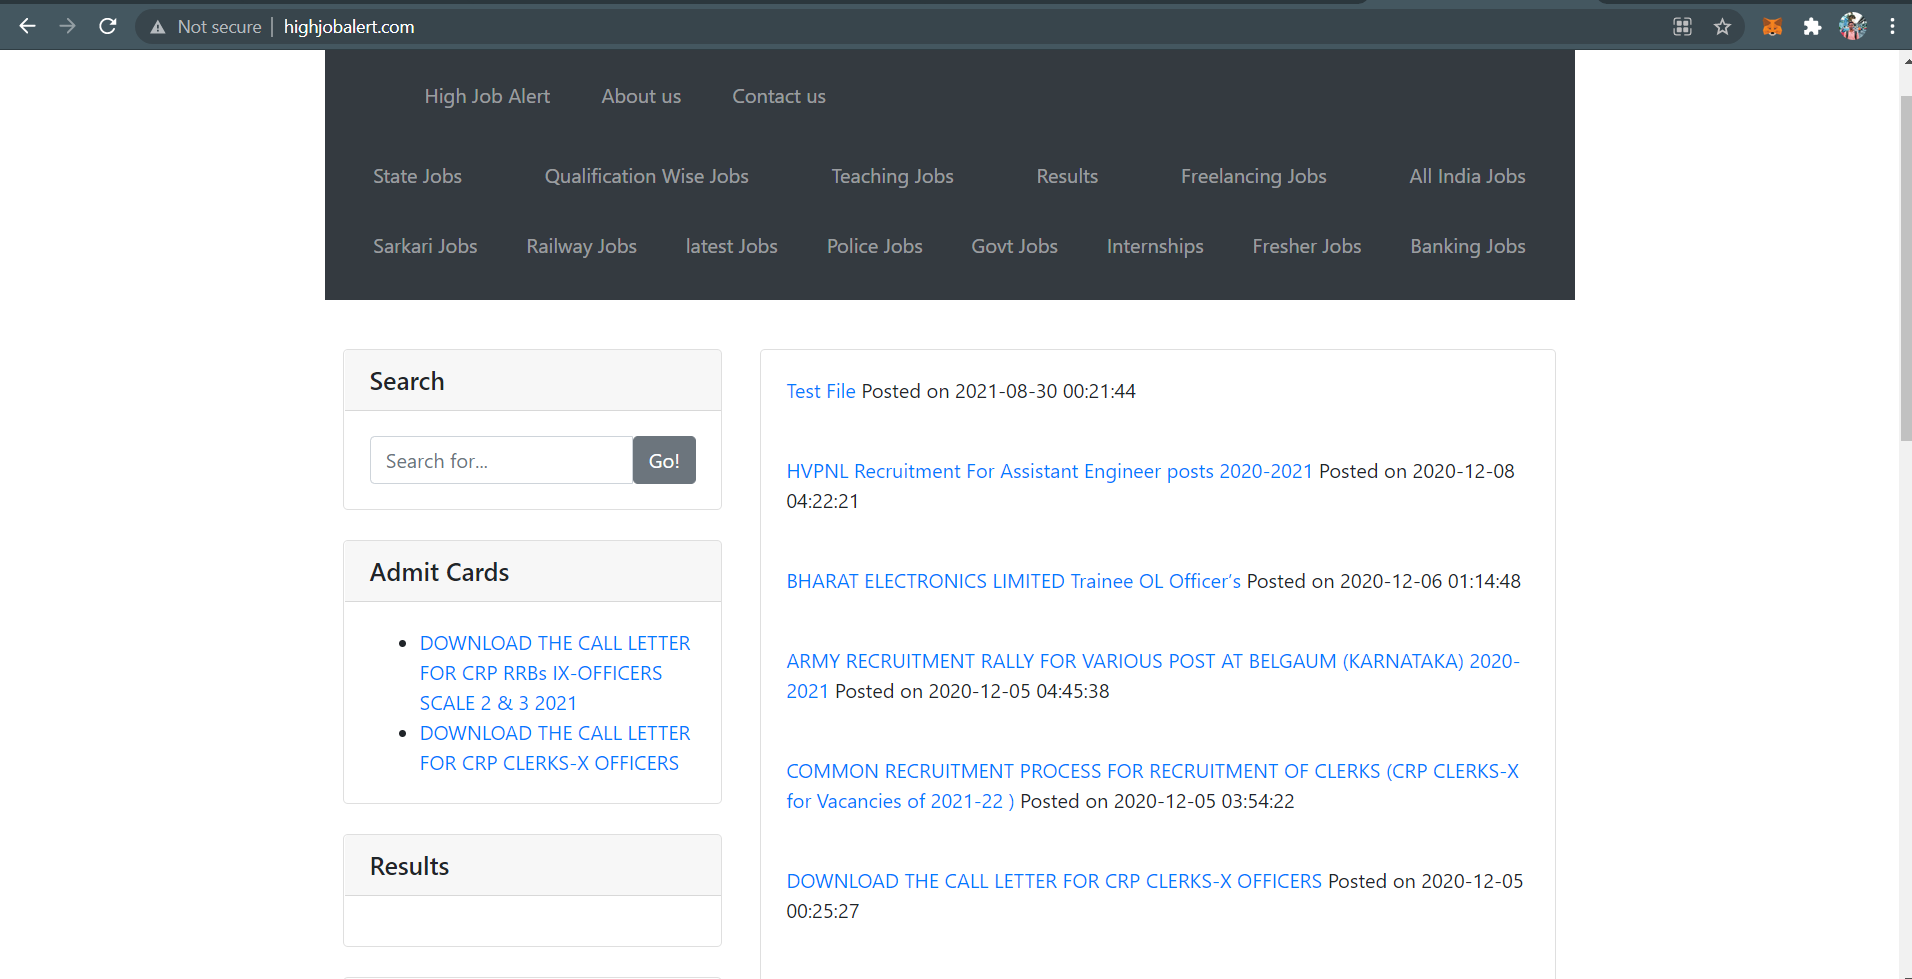 Not secure | highjobalert.com
High Job Alert About us Contact us
State Jobs Qualification Wise Jobs Teaching Jobs Results Freelancing Jobs All India Jobs
Sarkari Jobs Railway Jobs latest Jobs Police Jobs Govt Jobs Internships Fresher Jobs Banking Jobs
Search
Search for...
Go!
Admit Cards
DOWNLOAD THE CALL LETTER
FOR CRP RRBs IX-OFFICERS
SCALE 2 & 3 2021
DOWNLOAD THE CALL LETTER
FOR CRP CLERKS-X OFFICERS
Results
Test File Posted on 2021-08-30 00:21:44
HVPNL Recruitment For Assistant Engineer posts 2020-2021 Posted on 2020-12-08
04:22:21
BHARAT ELECTRONICS LIMITED Trainee OL Officer’s Posted on 2020-12-06 01:14:48
ARMY RECRUITMENT RALLY FOR VARIOUS POST AT BELGAUM (KARNATAKA) 2020-
2021 Posted on 2020-12-05 04:45:38
COMMON RECRUITMENT PROCESS FOR RECRUITMENT OF CLERKS (CRP CLERKS-X
for Vacancies of 2021-22 ) Posted on 2020-12-05 03:54:22
DOWNLOAD THE CALL LETTER FOR CRP CLERKS-X OFFICERS Posted on 2020-12-05
00:25:27